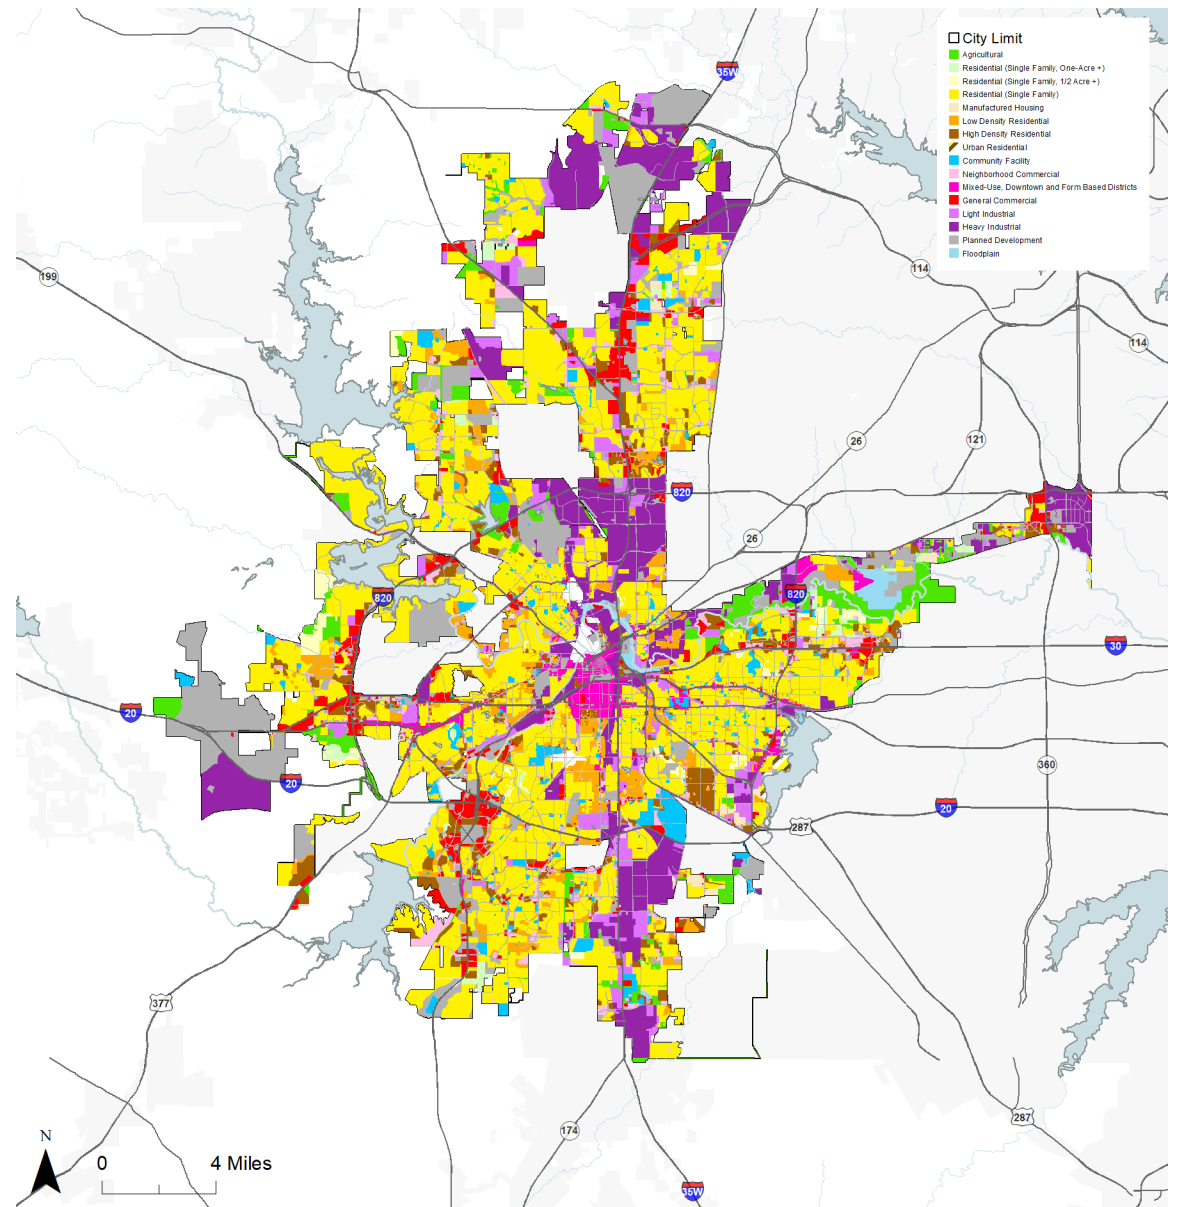 City Limit
Agricultural
Residential (Single Family, One-Acre +)
Residential (Single Family, 1/2 Acre +)
Residential (Single Family)
Manufactured Housing
Low Density Residential
High Density Residential
Urban Residential
Community Facility
Neighborhood Commercial
Mixed-Use, Downtown and Form Based Districts
General Commercial
Light Industrial
Heavy Industrial
Planned Development
Floodplain
35W
199
114
114
26
121
820
26
820
820
30
20
20
360
20
287
377
287
174
35W
N
0 4 Miles